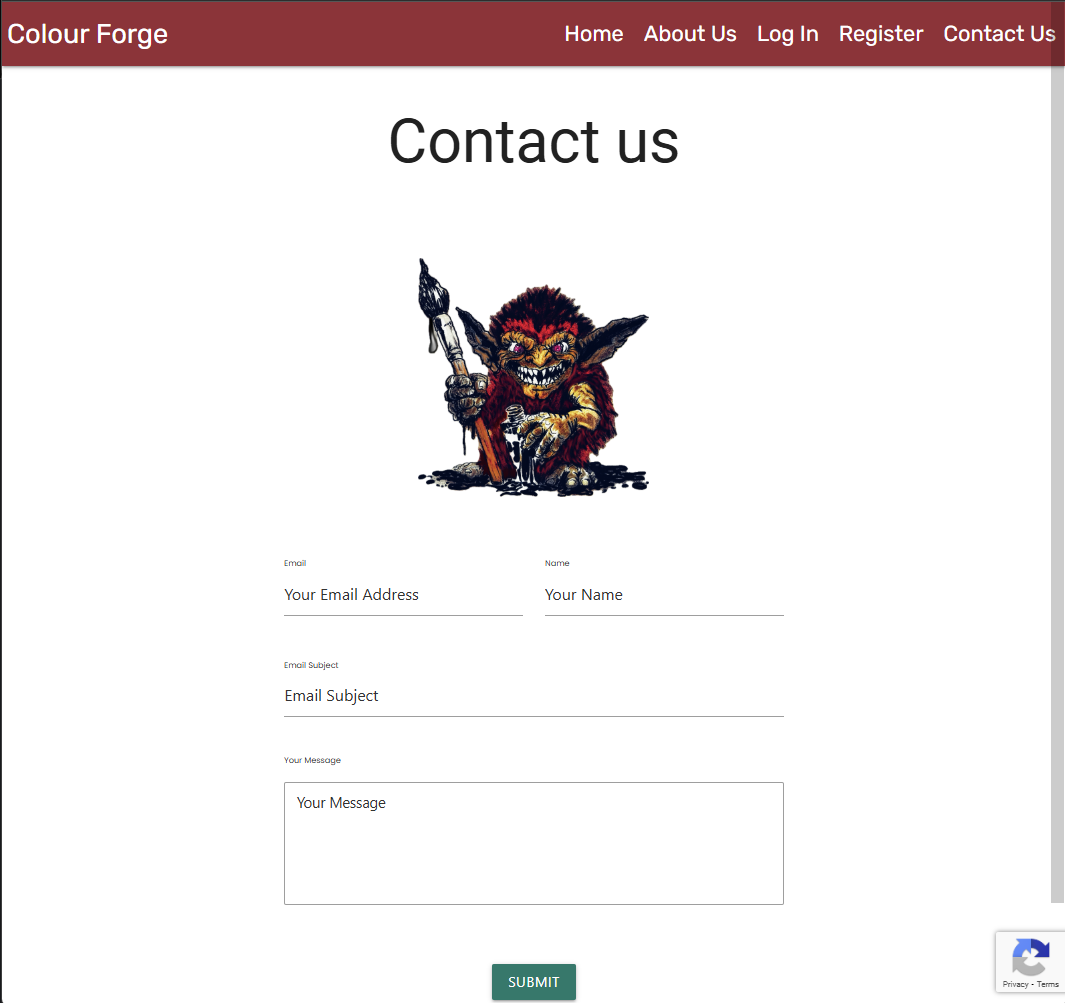 Colour Forge
Home About Us Log In Register Contact Us
Contact us
Email Name
Your Email Address Your Name
Email Subject
Email Subject
Your Message
Your Message
SUBMIT
Privacy - Terms